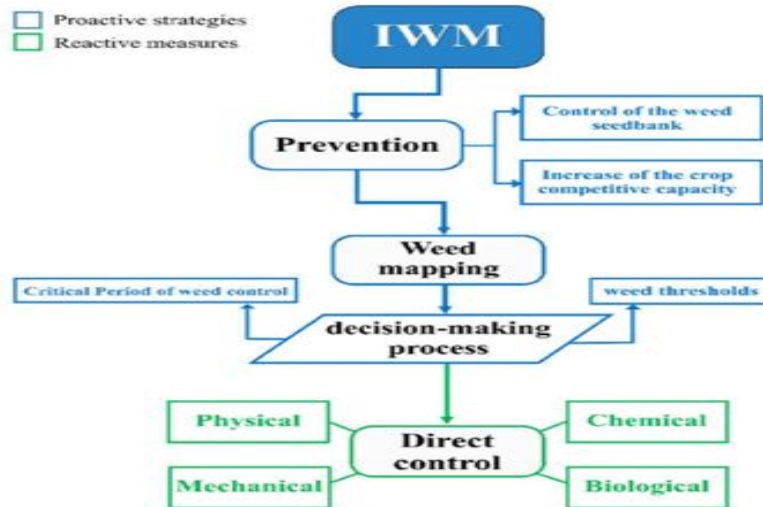 Proactive strategies
Reactive measures
IWM
Prevention
Control of the weed
seedbank
Increase of the crop
competitive capacity
Weed
mapping
Critical Period of weed control
weed thresholds
decision-making
process
Physical
Chemical
Direct
control
Mechanical
Biological